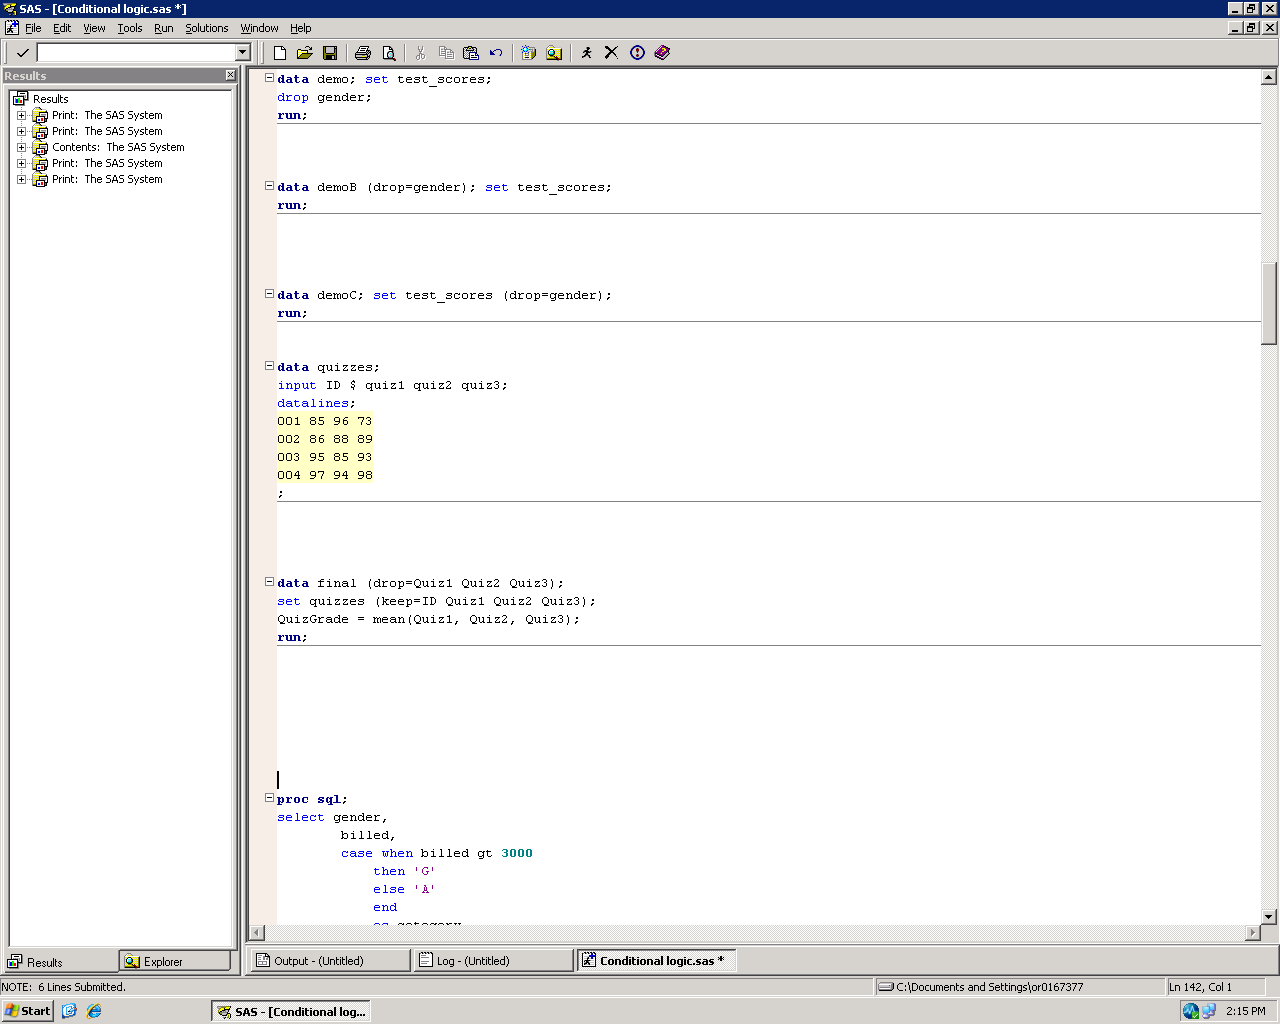 SAS - [Conditional logic.sas *]
File Edit View Tools Run Solutions Window Help
Results
Results
Print: The SAS System
Print: The SAS System
Contents: The SAS System
Print: The SAS System
Print: The SAS System
data demo; set test_scores;
drop gender;
run;
data demoB (drop=gender); set test_scores;
run;
data demoC; set test_scores (drop=gender);
run;
data quizzes;
input ID $ quiz1 quiz2 quiz3;
datalines;
001 85 96 73
002 86 88 89
003 95 85 93
004 97 94 98
;
data final (drop=Quiz1 Quiz2 Quiz3);
set quizzes (keep=ID Quiz1 Quiz2 Quiz3);
QuizGrade = mean(Quiz1, Quiz2, Quiz3);
run;
proc sql;
select gender,
billed,
case when billed gt 3000
then 'G'
else 'A'
end
as category
Results Explorer
Output - (Untitled) Log - (Untitled) Conditional logic.sas *
NOTE: 6 Lines Submitted. C:\Documents and Settings\or0167377 Ln 142, Col 1
Start SAS - [Conditional log... 2:15 PM